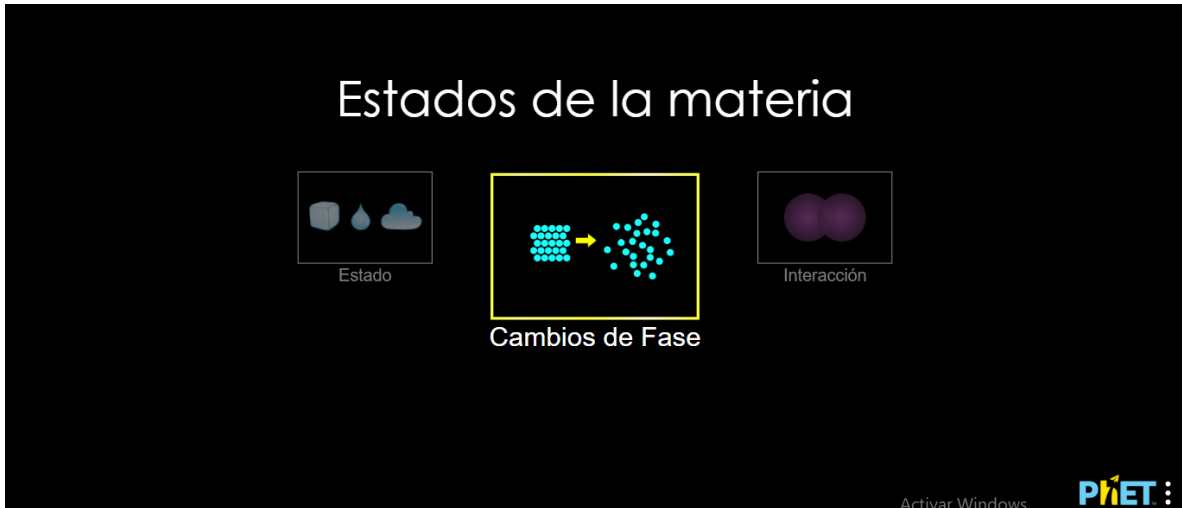 Estados de la materia
Estado
Cambios de Fase
Interacción
Activar Windows
PhET